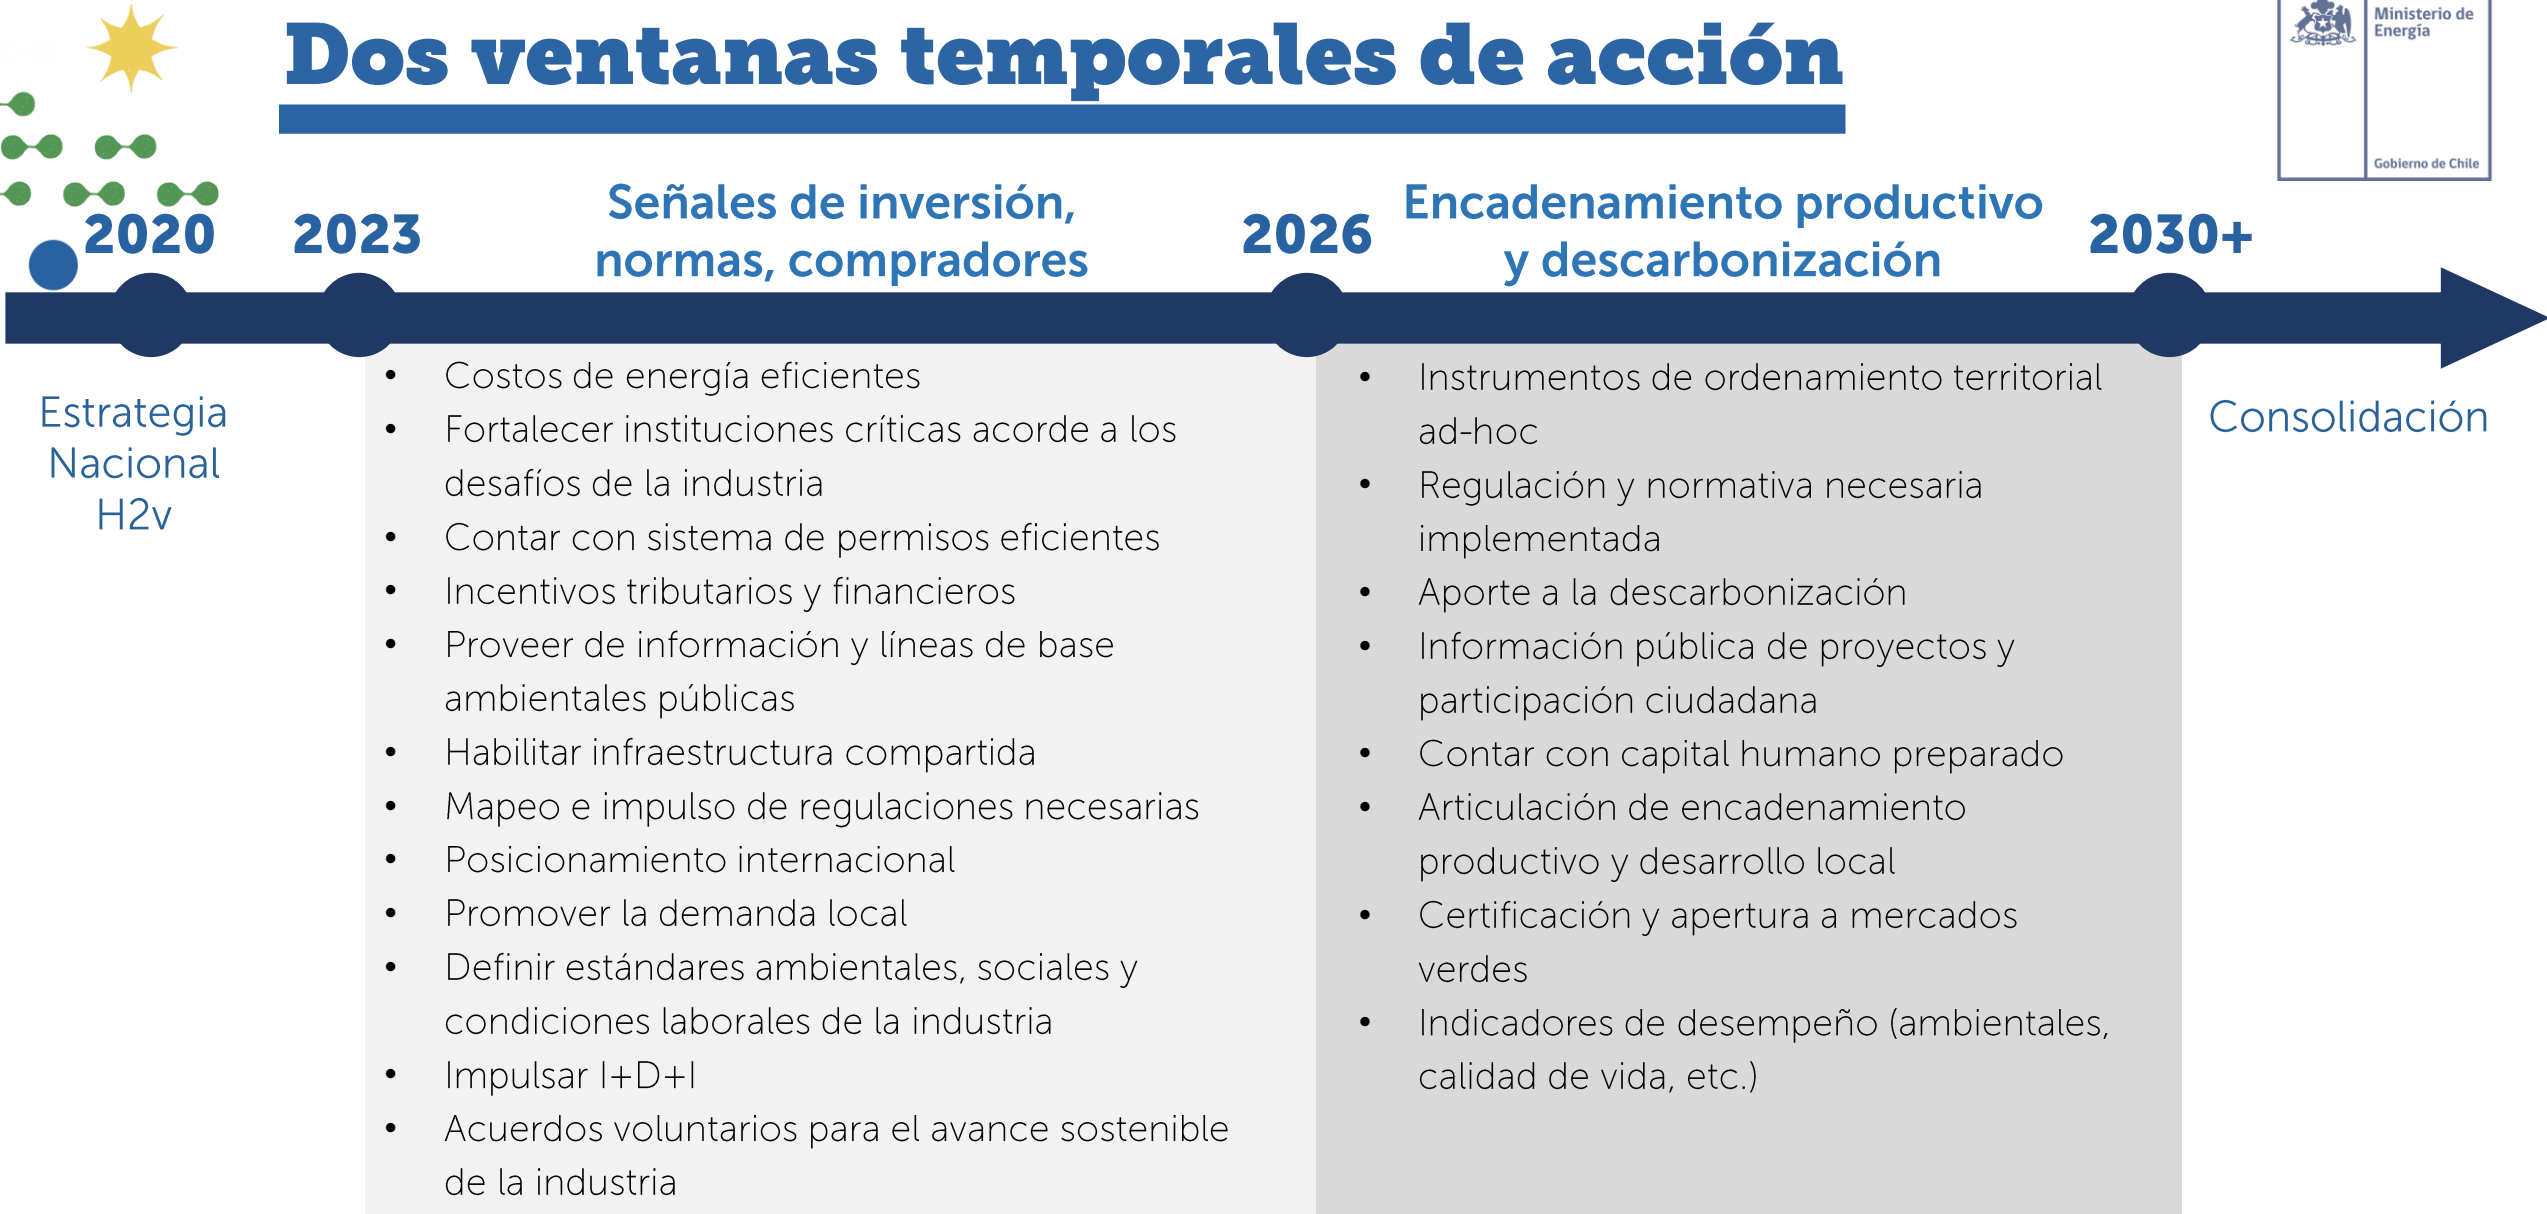 Dos ventanas temporales de acción
Ministerio de
Energía
Gobierno de Chile
2020
2023
Señales de inversión,
normas, compradores
2026
Encadenamiento productivo
y descarbonización
2030+
Estrategia
Nacional
H2v
• Costos de energía eficientes
• Fortalecer instituciones críticas acorde a los
desafíos de la industria
• Contar con sistema de permisos eficientes
• Incentivos tributarios y financieros
• Proveer de información y líneas de base
ambientales públicas
• Habilitar infraestructura compartida
• Mapeo e impulso de regulaciones necesarias
• Posicionamiento internacional
• Promover la demanda local
• Definir estándares ambientales, sociales y
condiciones laborales de la industria
• Impulsar I+D+I
• Acuerdos voluntarios para el avance sostenible
de la industria
• Instrumentos de ordenamiento territorial
ad-hoc
• Regulación y normativa necesaria
implementada
• Aporte a la descarbonización
• Información pública de proyectos y
participación ciudadana
• Contar con capital humano preparado
• Articulación de encadenamiento
productivo y desarrollo local
• Certificación y apertura a mercados
verdes
• Indicadores de desempeño (ambientales,
calidad de vida, etc.)
Consolidación